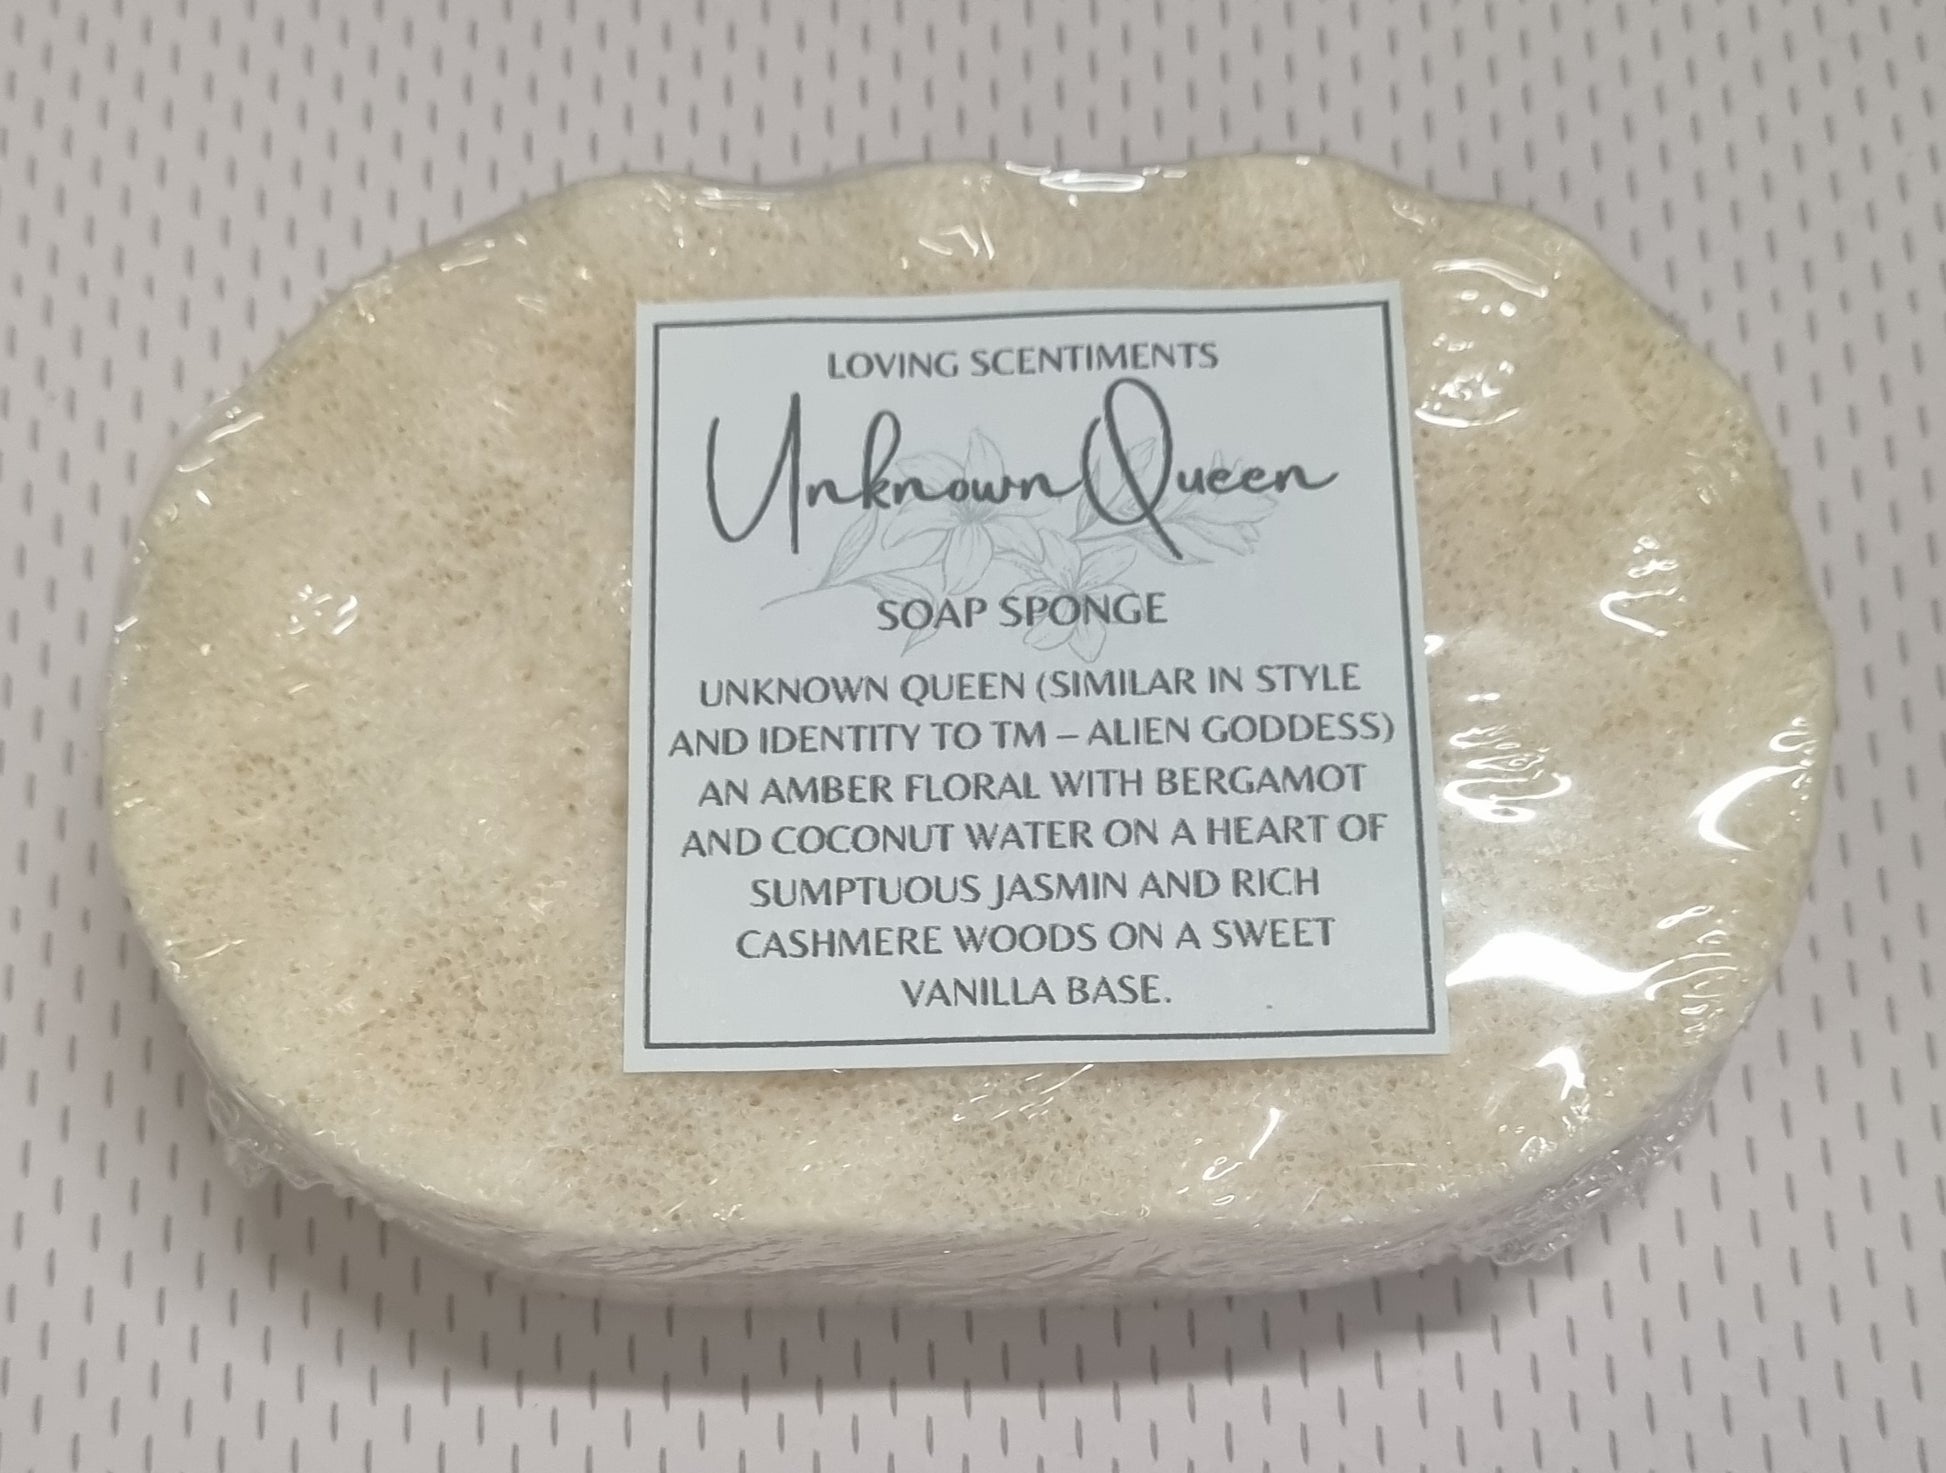 LOVING SCENTIMENTS
Unknown Queen
SOAP SPONGE
UNKNOWN QUEEN (SIMILAR IN STYLE
AND IDENTITY TO TM – ALIEN GODDESS)
AN AMBER FLORAL WITH BERGAMOT
AND COCONUT WATER ON A HEART OF
SUMPTUOUS JASMIN AND RICH
CASHMERE WOODS ON A SWEET
VANILLA BASE.